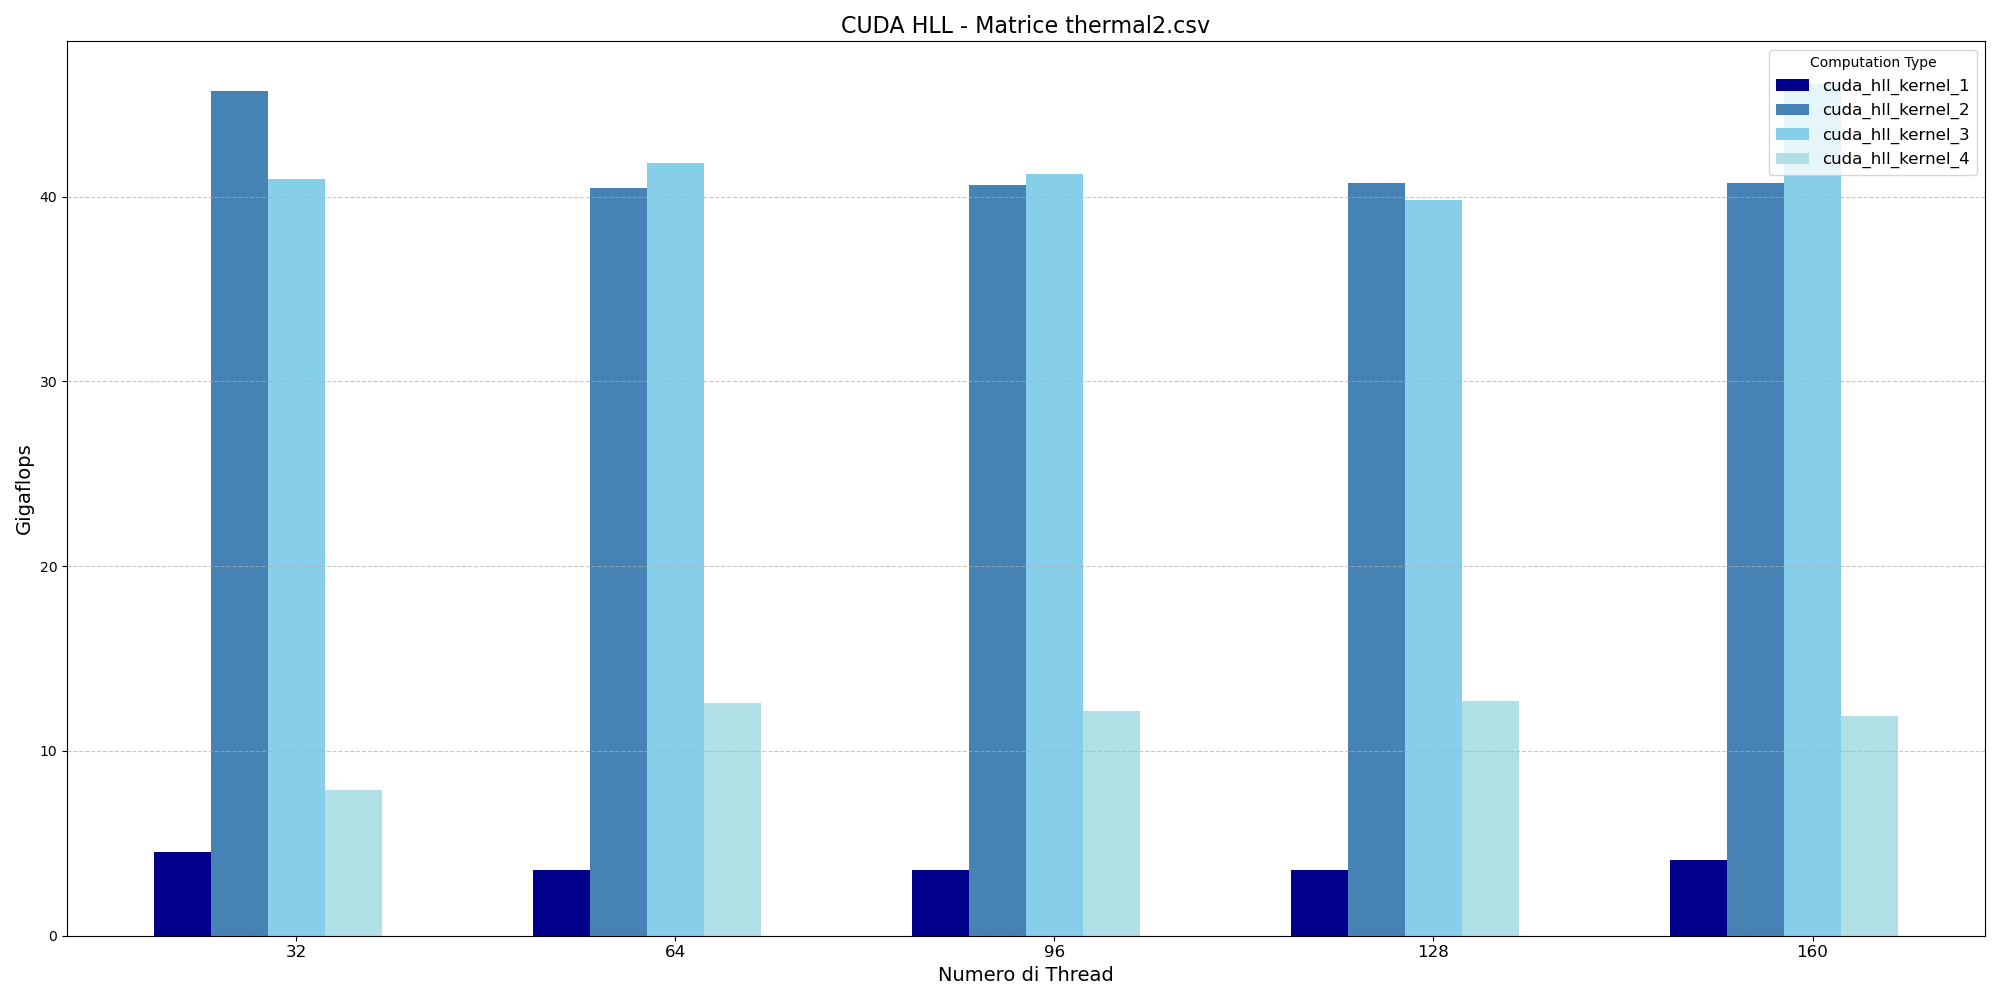 CUDA HLL - Matrice thermal2.csv
Computation Type
cuda_hll_kernel_1
cuda_hll_kernel_2
cuda_hll_kernel_3
cuda_hll_kernel_4
40
30
20
10
0
Gigaflops
32 64 96 128 160
Numero di Thread